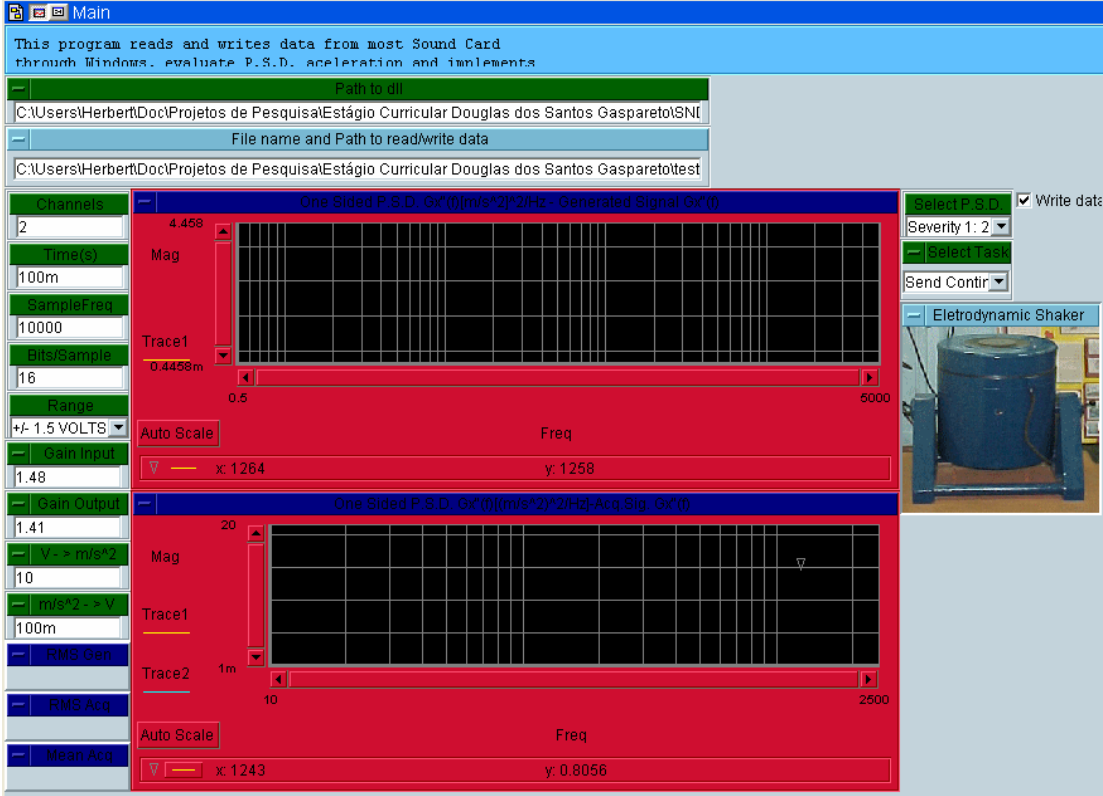 Main
This program reads and writes data from most Sound Card
through Windows, evaluate P.S.D. aceleration and implements
Path to dll
C:\Users\Herbert\Doc\Projetos de Pesquisa\Estágio Curricular Douglas dos Santos Gaspareto\SND
File name and Path to read/write data
C:\Users\Herbert\Doc\Projetos de Pesquisa\Estágio Curricular Douglas dos Santos Gaspareto\test
Channels
2
Time(s)
100m
SampleFreq
10000
Bits/Sample
16
Range
+/- 1.5 VOLTS
Gain Input
1.48
Gain Output
1.41
V - > m/s^2
10
m/s^2 - > V
100m
RMS Gen
RMS Acq
Mean Acq
One Sided P.S.D. Gx"(f)[m/s^2]^2/Hz - Generated Signal Gx"(f)
4.458
Mag
Trace1
0.4458m
0.5
5000
Auto Scale
Freq
x: 1264
y: 1258
One Sided P.S.D. Gx"(f)[(m/s^2)^2/Hz]-Acq.Sig. Gx"(f)
20
Mag
Trace1
Trace2
1m
10
2500
Auto Scale
Freq
x: 1243
y: 0.8056
Select P.S.D.
Write data
Severity 1: 2
Select Task
Send Contir
Eletrodynamic Shaker